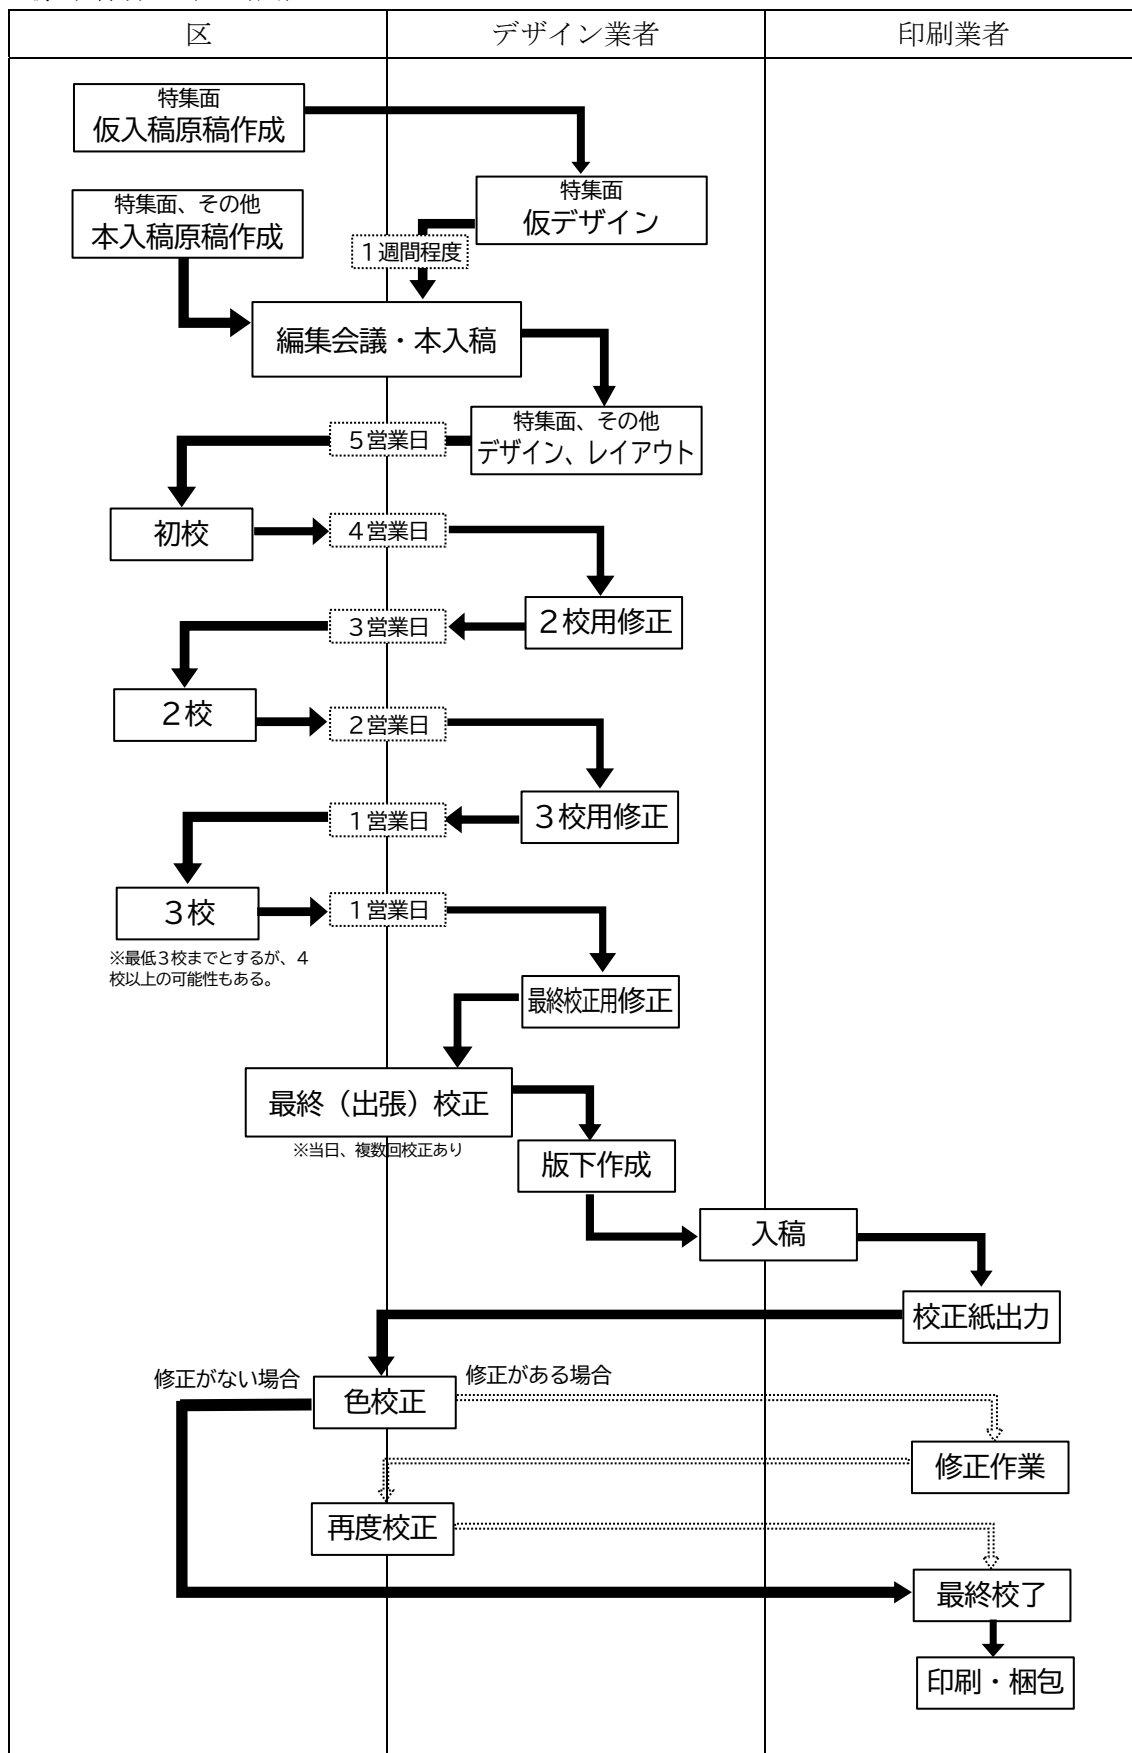 区
デザイン業者
印刷業者
特集面
仮入稿原稿作成
特集面
仮デザイン
特集面、その他
本入稿原稿作成
1週間程度
編集会議・本入稿
特集面、その他
デザイン、レイアウト
5営業日
初校
4営業日
2校用修正
3営業日
2校
2営業日
3校用修正
1営業日
3校
1営業日
※最低3校までとするが、4
校以上の可能性もある。
最終校正用修正
最終（出張）校正
※当日、複数回校正あり
版下作成
入稿
校正紙出力
修正がない場合
色校正
修正がある場合
修正作業
再度校正
最終校了
印刷・梱包